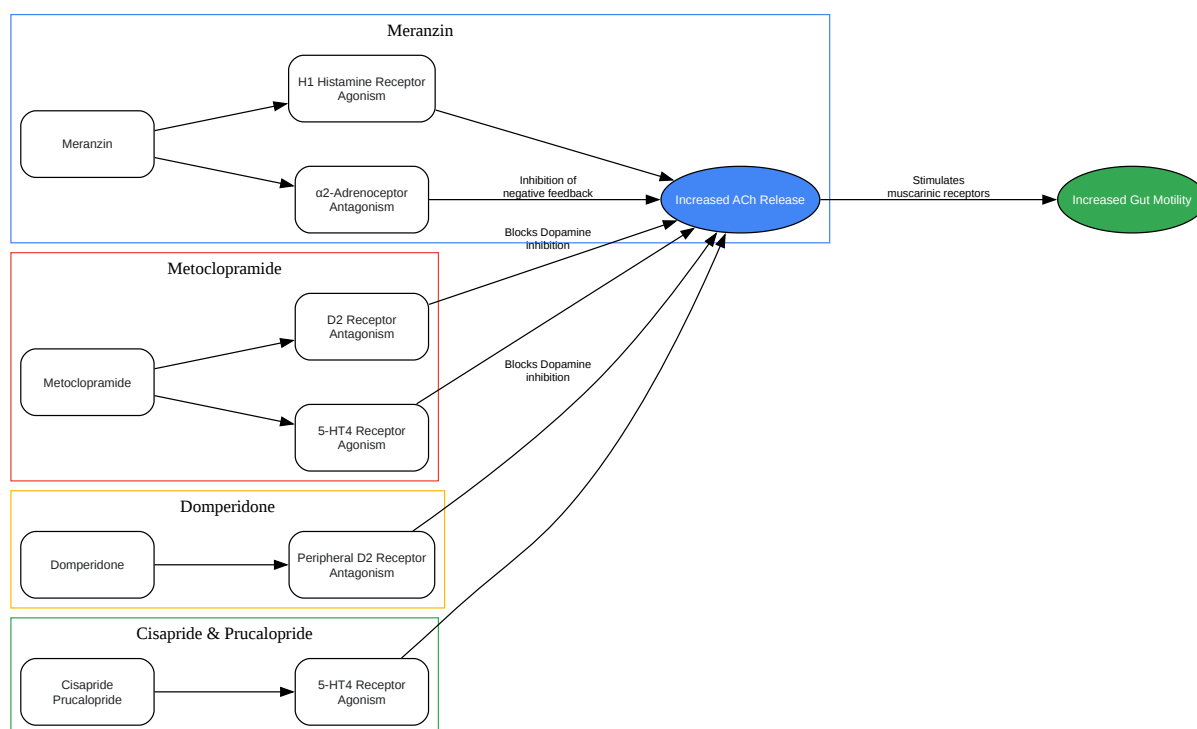 Meranzin
H1 Histamine Receptor
Agonism
Meranzin
α2-Adrenoceptor
Antagonism
Inhibition of
negative feedback
Increased ACh Release
Stimulates
muscarinic receptors
Increased Gut Motility
Blocks Dopamine
inhibition
Metoclopramide
D2 Receptor
Antagonism
Metoclopramide
5-HT4 Receptor
Agonism
Blocks Dopamine
inhibition
Domperidone
Domperidone
Peripheral D2 Receptor
Antagonism
Cisapride & Prucalopride
Cisapride
Prucalopride
5-HT4 Receptor
Agonism